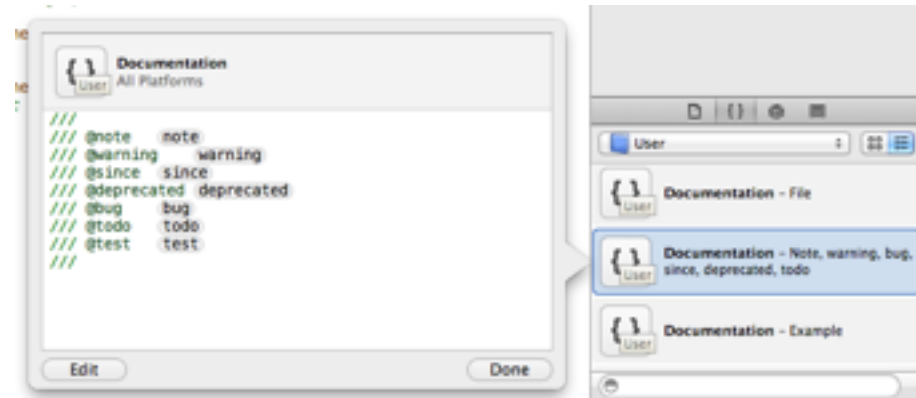 { } User
Documentation
All Platforms
///
/// @note note
/// @warning warning
/// @since since
/// @deprecated deprecated
/// @bug bug
/// @todo todo
/// @test test
///
Edit
Done
{}
User
{ } User
Documentation – File
{ } User
Documentation – Note, warning, bug,
since, deprecated, todo
{ } User
Documentation – Example